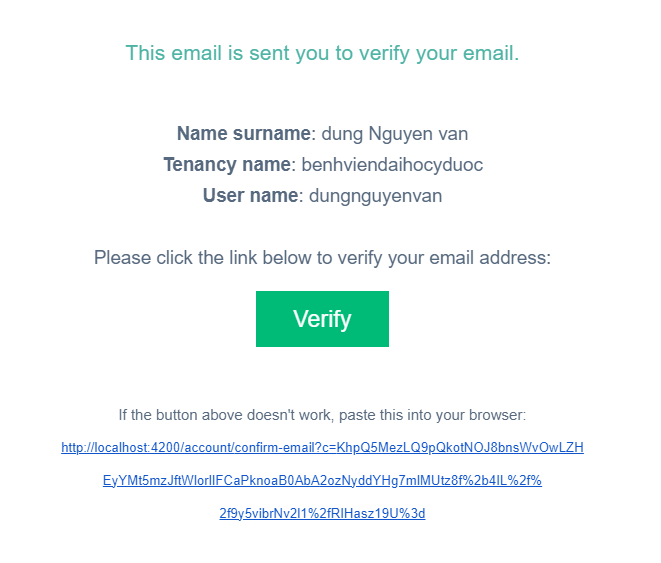 This email is sent you to verify your email.
Name surname: dung Nguyen van
Tenancy name: benhviendaihocyduoc
User name: dungnguyenvan
Please click the link below to verify your email address:
Verify
If the button above doesn't work, paste this into your browser:
http://localhost:4200/account/confirm-email?c=KhpQ5MezLQ9pQkotNOJ8bnsWvOwLZH
EyYMt5mzJftWIorIIFCaPknoaB0AbA2ozNyddYHg7mIMUtz8f%2b4IL%2f%
2f9y5vibrNv2I1%2fRIHasz19U%3d